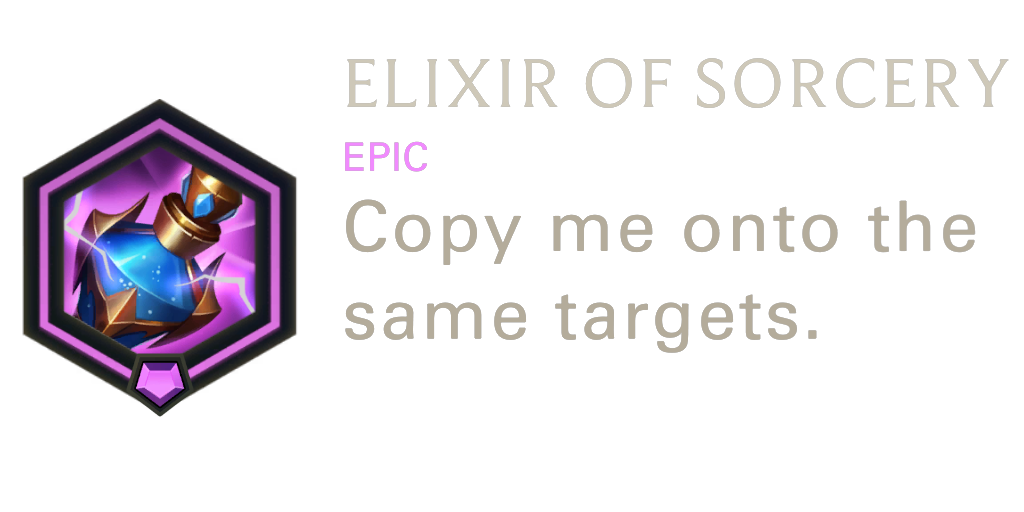 ELIXIR OF SORCERY
EPIC
Copy me onto the
same targets.